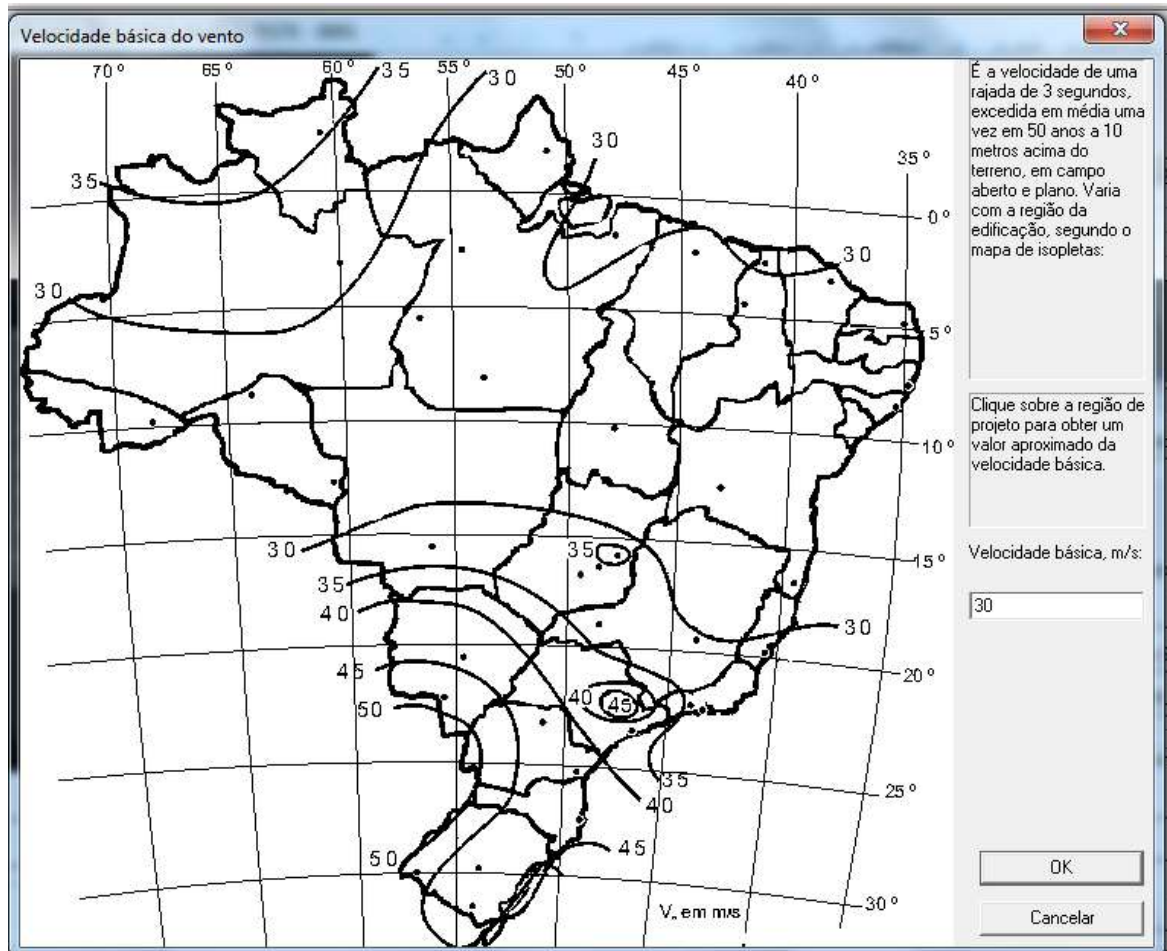 Velocidade básica do vento
70 º
65 º
60 º
35
55 º
30
50 º
45 º
40 º
30
35 º
35
0 º
30
30
5 º
10 º
30
35
15 º
35
40
30
45
20 º
40
45
50
35
25 º
40
45
50
30 º
V₀ em m/s
É a velocidade de uma
rajada de 3 segundos,
excedida em média uma
vez em 50 anos a 10
metros acima do
terreno, em campo
aberto e plano. Varia
com a região da
edificação, segundo o
mapa de isopletas:
Clique sobre a região de
projeto para obter um
valor aproximado da
velocidade básica.
Velocidade básica, m/s:
30
OK
Cancelar